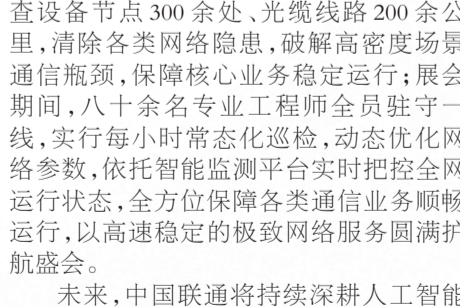 查设备节点 300 余处、光缆线路 200 余公
里,清除各类网络隐患,破解高密度场景
通信瓶颈,保障核心业务稳定运行;展会
期间,八十余名专业工程师全员驻守一
线,实行每小时常态化巡检,动态优化网
络参数,依托智能监测平台实时把控全网
运行状态,全方位保障各类通信业务顺畅
运行,以高速稳定的极致网络服务圆满护
航盛会。
未来,中国联通将持续深耕人工智能